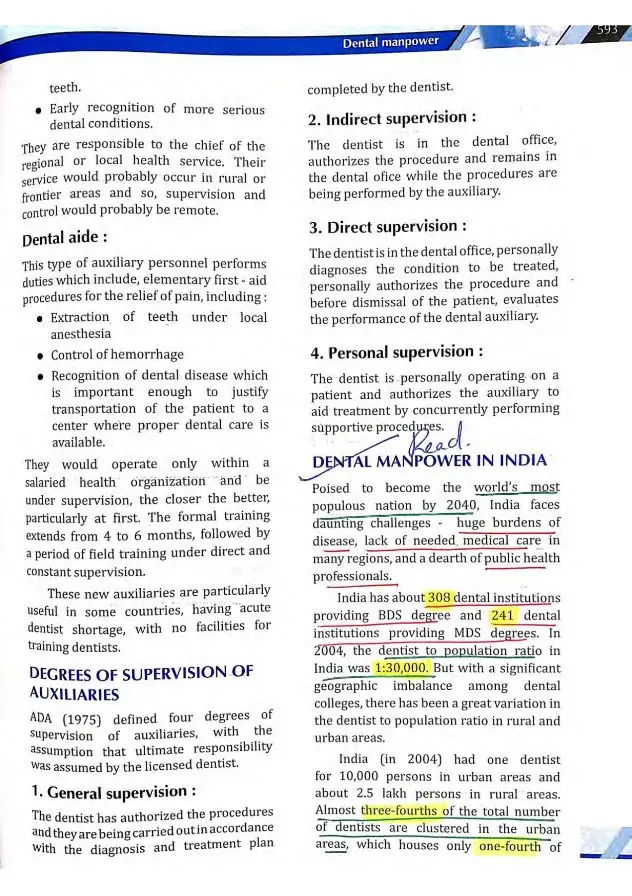 Dental manpower
593
teeth.
• Early recognition of more serious
dental conditions.
They are responsible to the chief of the
regional or local health service. Their
service would probably occur in rural or
frontier areas and so, supervision and
control would probably be remote.
Dental aide :
This type of auxiliary personnel performs
duties which include, elementary first - aid
procedures for the relief of pain, including :
• Extraction of teeth under local
anesthesia
• Control of hemorrhage
• Recognition of dental disease which
is important enough to justify
transportation of the patient to a
center where proper dental care is
available.
They would operate only within a
salaried health organization and be
under supervision, the closer the better,
particularly at first. The formal training
extends from 4 to 6 months, followed by
a period of field training under direct and
constant supervision.
These new auxiliaries are particularly
useful in some countries, having acute
dentist shortage, with no facilities for
training dentists.
DEGREES OF SUPERVISION OF
AUXILIARIES
ADA (1975) defined four degrees of
supervision of auxiliaries, with the
assumption that ultimate responsibility
was assumed by the licensed dentist.
1. General supervision :
The dentist has authorized the procedures
and they are being carried out in accordance
with the diagnosis and treatment plan
completed by the dentist.
2. Indirect supervision :
The dentist is in the dental office,
authorizes the procedure and remains in
the dental ofice while the procedures are
being performed by the auxiliary.
3. Direct supervision :
The dentist is in the dental office, personally
diagnoses the condition to be treated,
personally authorizes the procedure and
before dismissal of the patient, evaluates
the performance of the dental auxiliary.
4. Personal supervision :
The dentist is personally operating on a
patient and authorizes the auxiliary to
aid treatment by concurrently performing
supportive procedures.
Read.
DENTAL MANPOWER IN INDIA
Poised to become the world's most
populous nation by 2040, India faces
daunting challenges - huge burdens of
disease, lack of needed medical care in
many regions, and a dearth of public health
professionals.
India has about 308 dental institutions
providing BDS degree and 241 dental
institutions providing MDS degrees. In
2004, the dentist to population ratio in
India was 1:30,000. But with a significant
geographic imbalance among dental
colleges, there has been a great variation in
the dentist to population ratio in rural and
urban areas.
India (in 2004) had one dentist
for 10,000 persons in urban areas and
about 2.5 lakh persons in rural areas.
Almost three-fourths of the total number
of dentists are clustered in the urban
areas, which houses only one-fourth of